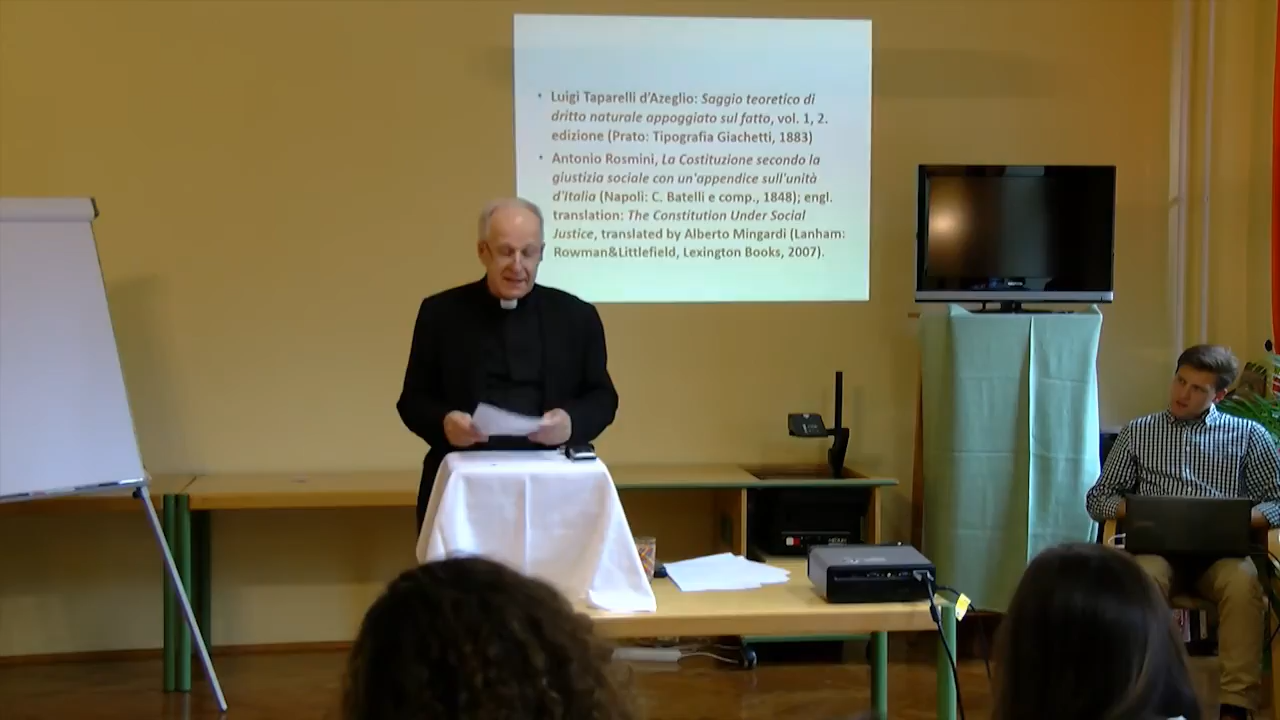 • Luigi Taparelli d'Azeglio: Saggio teoretico di
dritto naturale appoggiato sul fatto, vol. 1, 2.
edizione (Prato: Tipografia Giachetti, 1883)
• Antonio Rosmini, La Costituzione secondo la
giustizia sociale con un'appendice sull'unità
d'Italia (Napoli: C. Batelli e comp., 1848); engl.
translation: The Constitution Under Social
Justice, translated by Alberto Mingardi (Lanham:
Rowman&Littlefield, Lexington Books, 2007).